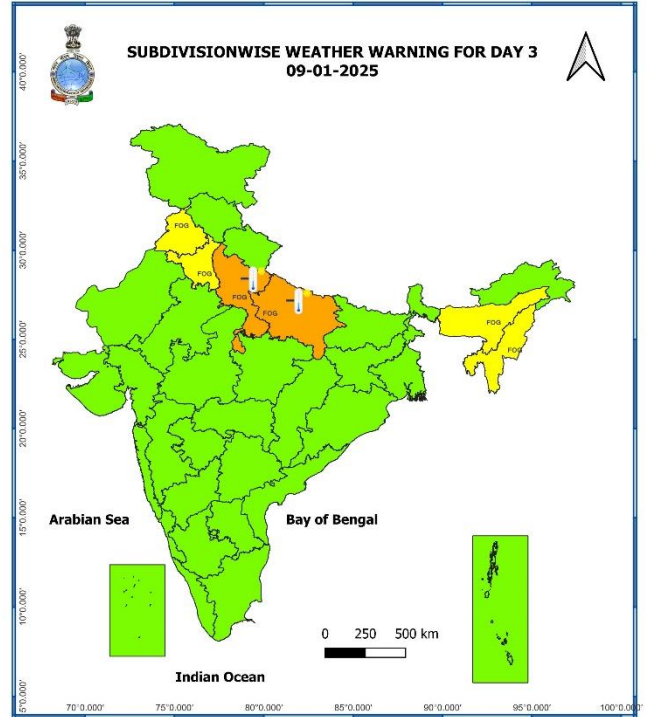 SUBDIVISIONWISE WEATHER WARNING FOR DAY 3
09-01-2025
40°0.000'
35°0.000'
30°0.000'
25°0.000'
20°0.000'
15°0.000'
10°0.000'
5°0.000'
FOG
FOG
FOG
FOG
FOG
FOG
Arabian Sea
Bay of Bengal
0 250 500 km
Indian Ocean
70°0.000' 75°0.000' 80°0.000' 85°0.000' 90°0.000' 95°0.000' 100°0.000'